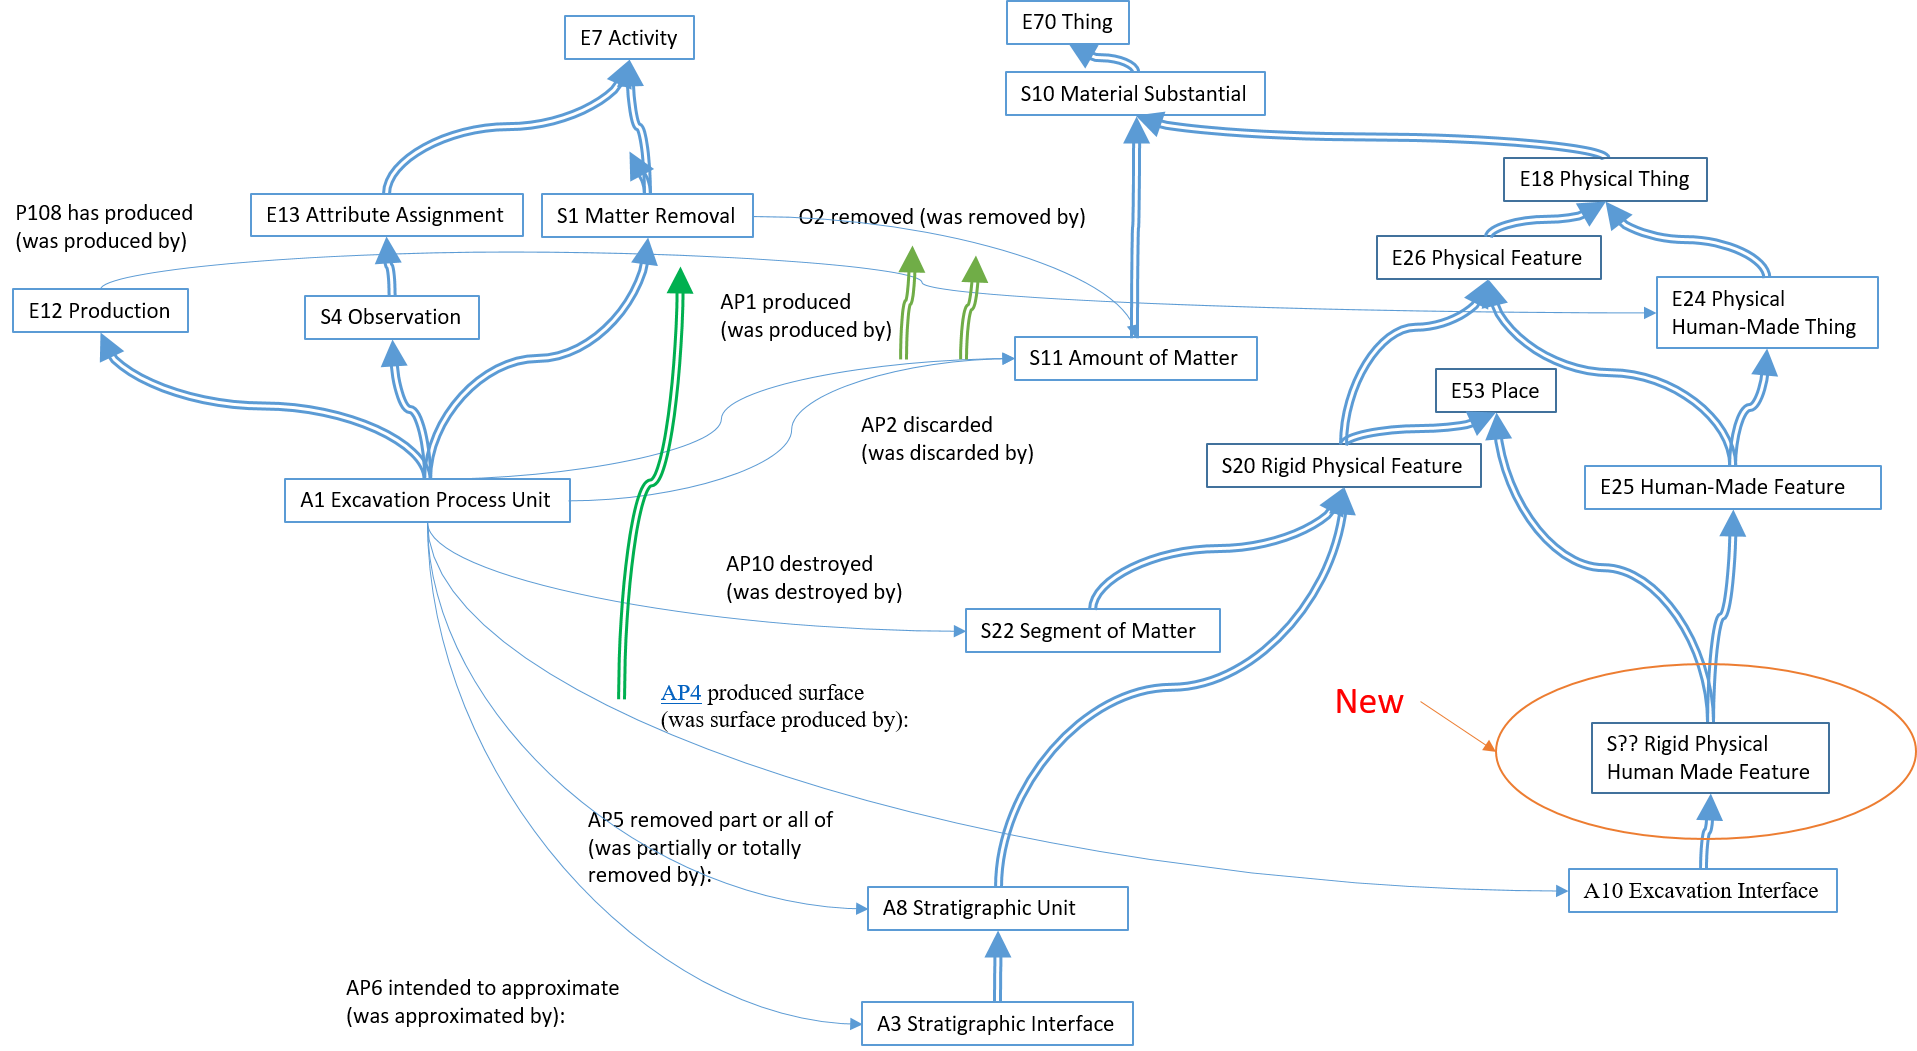 E70 Thing
E7 Activity
S10 Material Substantial
E18 Physical Thing
P108 has produced
(was produced by)
E13 Attribute Assignment
S1 Matter Removal
O2 removed (was removed by)
E26 Physical Feature
E12 Production
S4 Observation
AP1 produced
(was produced by)
E24 Physical
Human-Made Thing
S11 Amount of Matter
E53 Place
AP2 discarded
(was discarded by)
S20 Rigid Physical Feature
E25 Human-Made Feature
A1 Excavation Process Unit
AP10 destroyed
(was destroyed by)
S22 Segment of Matter
AP4 produced surface
(was surface produced by):
New
S?? Rigid Physical
Human Made Feature
AP5 removed part or all of
(was partially or totally
removed by):
A10 Excavation Interface
A8 Stratigraphic Unit
AP6 intended to approximate
(was approximated by):
A3 Stratigraphic Interface